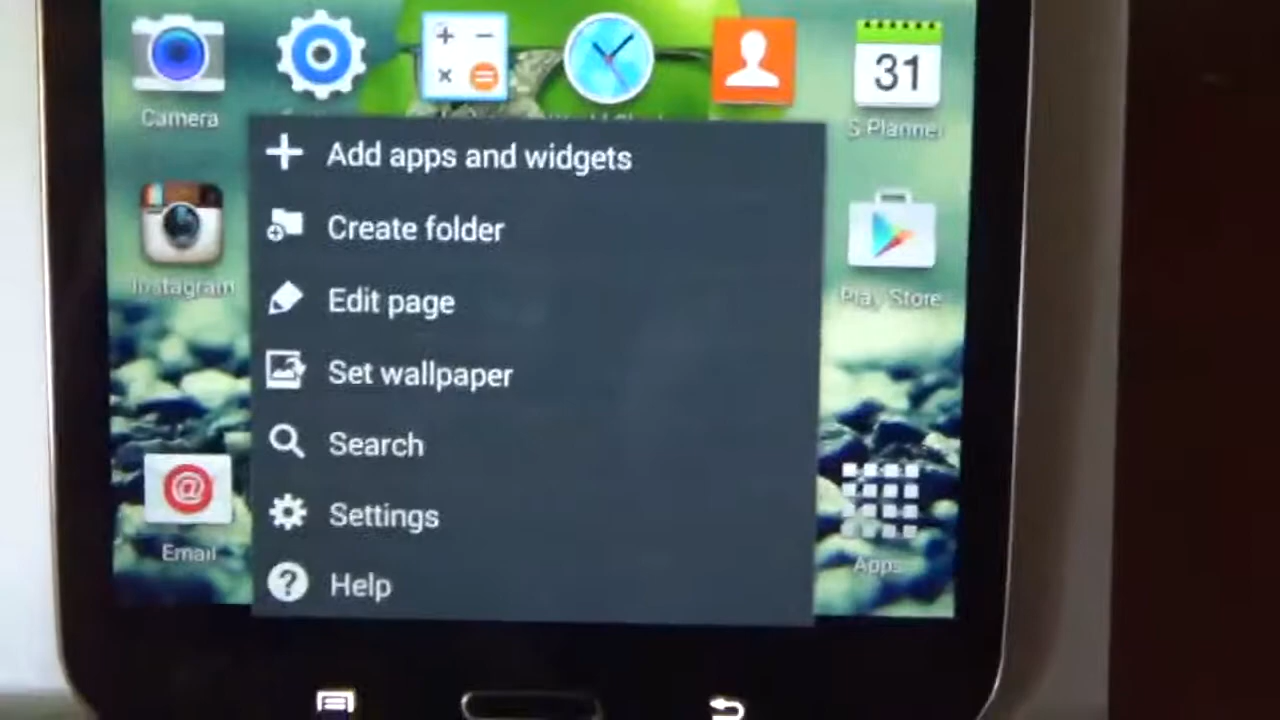 Camera
31
S Planner
Add apps and widgets
Create folder
Instagram
Play Store
Edit page
Set wallpaper
Search
Settings
@
Email
Apps
Help